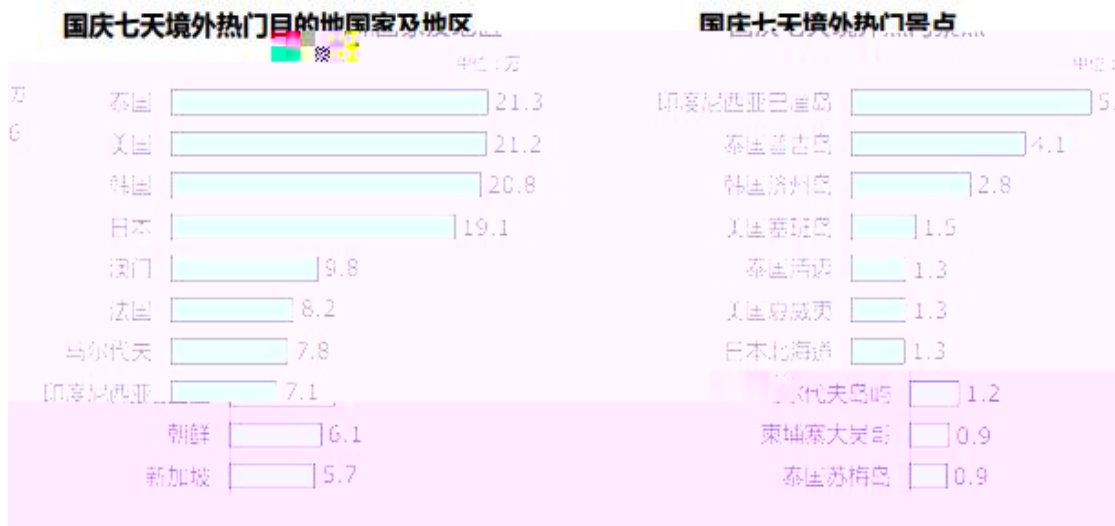 国庆七天境外热门目的地国家及地区
单位：万
泰国 21.3
美国 21.2
韩国 20.8
日本 19.1
澳门 9.8
法国 8.2
马尔代夫 7.8
印度尼西亚 7.1
朝鲜 6.1
新加坡 5.7
国庆七天境外热门景点
单位：
印度尼西亚巴厘岛 5.
泰国普吉岛 4.1
韩国济州岛 2.8
美国塞班岛 1.5
泰国清迈 1.3
美国夏威夷 1.3
日本北海道 1.3
尔代夫岛屿 1.2
柬埔寨大吴哥 0.9
泰国苏梅岛 0.9